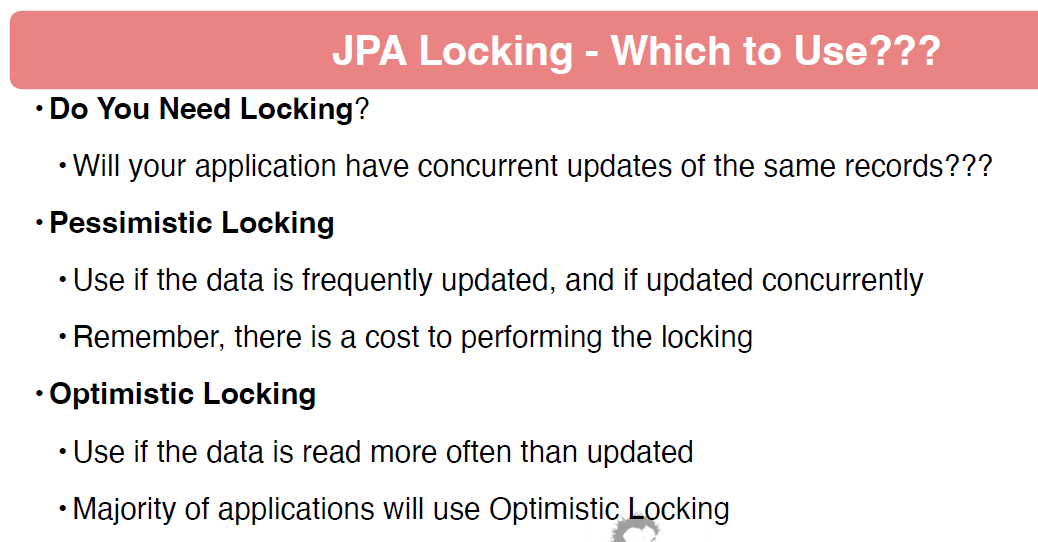 JPA Locking - Which to Use???
• Do You Need Locking?
• Will your application have concurrent updates of the same records???
• Pessimistic Locking
• Use if the data is frequently updated, and if updated concurrently
• Remember, there is a cost to performing the locking
• Optimistic Locking
• Use if the data is read more often than updated
• Majority of applications will use Optimistic Locking